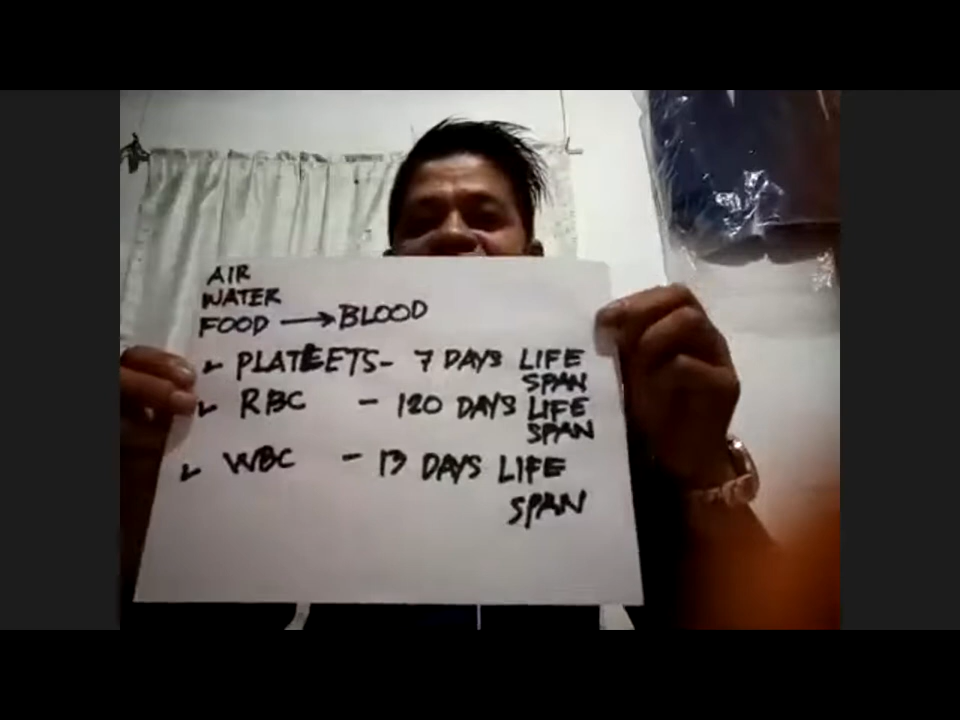 AIR
WATER
FOOD → BLOOD
✓ PLATEETS - 7 DAYS LIFE
SPAN
✓ RBC - 120 DAYS LIFE
SPAN
✓ WBC - 13 DAYS LIFE
SPAN